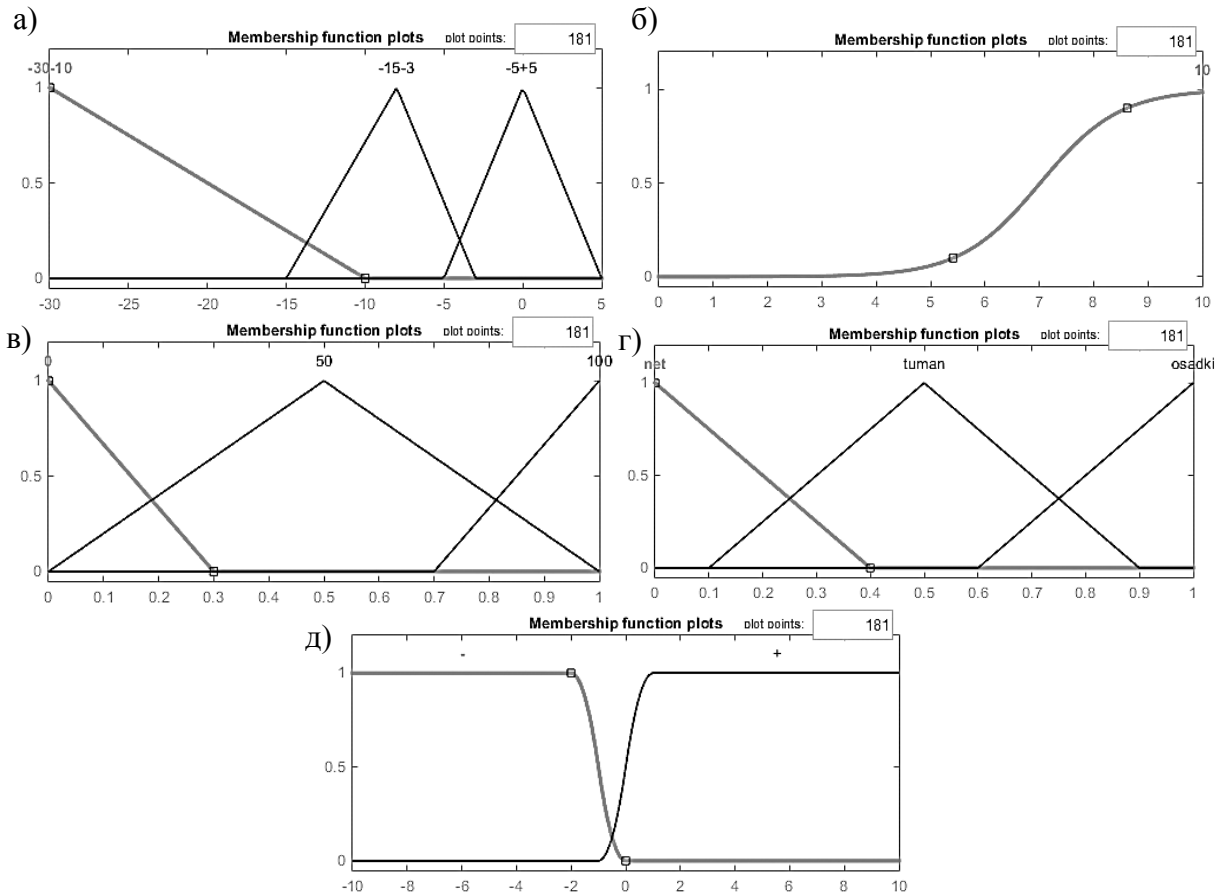 а)
Membership function plots plot points: 181
-30-10 -15-3 -5+5
1
0.5
0
-30 -25 -20 -15 -10 -5 0 5
б)
Membership function plots plot points: 181
10
1
0.5
0
0 1 2 3 4 5 6 7 8 9 10
в)
Membership function plots plot points: 181
0 50 100
1
0.5
0
0 0.1 0.2 0.3 0.4 0.5 0.6 0.7 0.8 0.9 1
г)
Membership function plots plot points: 181
net tuman osadki
1
0.5
0
0 0.1 0.2 0.3 0.4 0.5 0.6 0.7 0.8 0.9 1
д)
Membership function plots plot points: 181
- +
1
0.5
0
-10 -8 -6 -4 -2 0 2 4 6 8 10